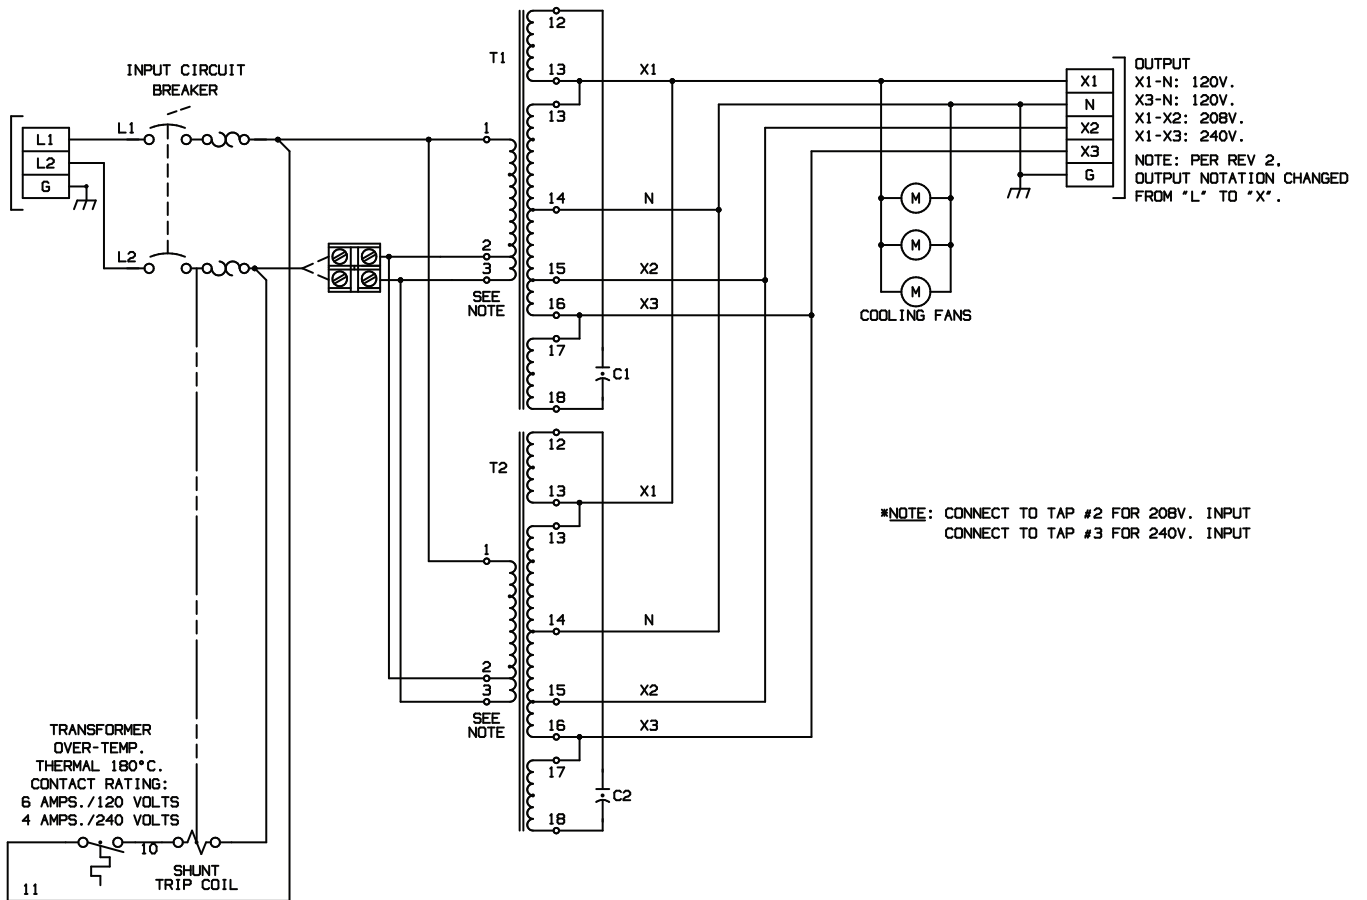 INPUT CIRCUIT
BREAKER
L1
L2
G
L1
L2
T1
1
2
3
SEE
NOTE
12
13
13
14
15
16
17
18
X1
N
X2
X3
C1
M
M
M
COOLING FANS
X1
N
X2
X3
G
OUTPUT
X1-N: 120V.
X3-N: 120V.
X1-X2: 208V.
X1-X3: 240V.
NOTE: PER REV 2,
OUTPUT NOTATION CHANGED
FROM "L" TO "X".
T2
1
2
3
SEE
NOTE
12
13
13
14
15
16
17
18
X1
N
X2
X3
C2
*NOTE: CONNECT TO TAP #2 FOR 208V. INPUT
CONNECT TO TAP #3 FOR 240V. INPUT
TRANSFORMER
OVER-TEMP.
THERMAL 180°C.
CONTACT RATING:
6 AMPS./120 VOLTS
4 AMPS./240 VOLTS
10
SHUNT
TRIP COIL
11